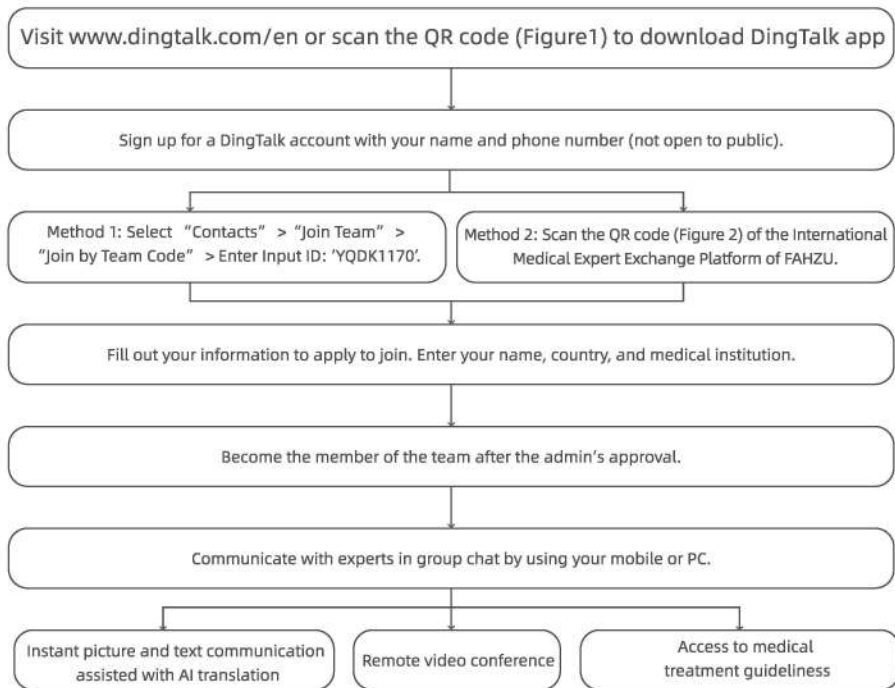 Visit www.dingtalk.com/en or scan the QR code (Figure1) to download DingTalk app
Sign up for a DingTalk account with your name and phone number (not open to public).
Method 1: Select “Contacts” > “Join Team” >
“Join by Team Code” > Enter Input ID: ‘YQDK1170’.
Method 2: Scan the QR code (Figure 2) of the International
Medical Expert Exchange Platform of FAHZU.
Fill out your information to apply to join. Enter your name, country, and medical institution.
Become the member of the team after the admin’s approval.
Communicate with experts in group chat by using your mobile or PC.
Instant picture and text communication
assisted with AI translation
Remote video conference
Access to medical
treatment guideliness